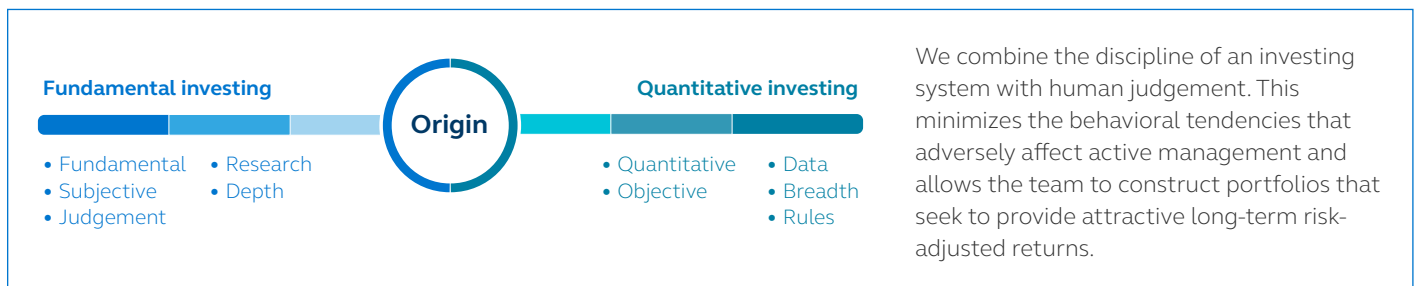 Fundamental investing
• Fundamental
• Subjective
• Judgement
• Research
• Depth
Origin
Quantitative investing
• Quantitative
• Objective
• Data
• Breadth
• Rules
We combine the discipline of an investing
system with human judgement. This
minimizes the behavioral tendencies that
adversely affect active management and
allows the team to construct portfolios that
seek to provide attractive long-term risk-
adjusted returns.